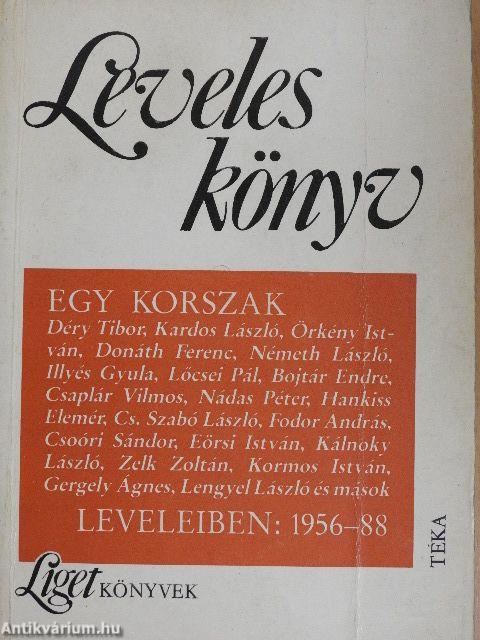 Leveles
könyv
EGY KORSZAK
Déry Tibor, Kardos László, Örkény Ist-
ván, Donáth Ferenc, Németh László,
Illyés Gyula, Lőcsei Pál, Bojtár Endre,
Csaplár Vilmos, Nádas Péter, Hankiss
Elemér, Cs. Szabó László, Fodor András,
Csoóri Sándor, Eörsi István, Kálnoky
László, Zelk Zoltán, Kormos István,
Gergely Ágnes, Lengyel László és mások
LEVELEIBEN: 1956–88
TÉKA
Liget KÖNYVEK
Antikvárium.hu